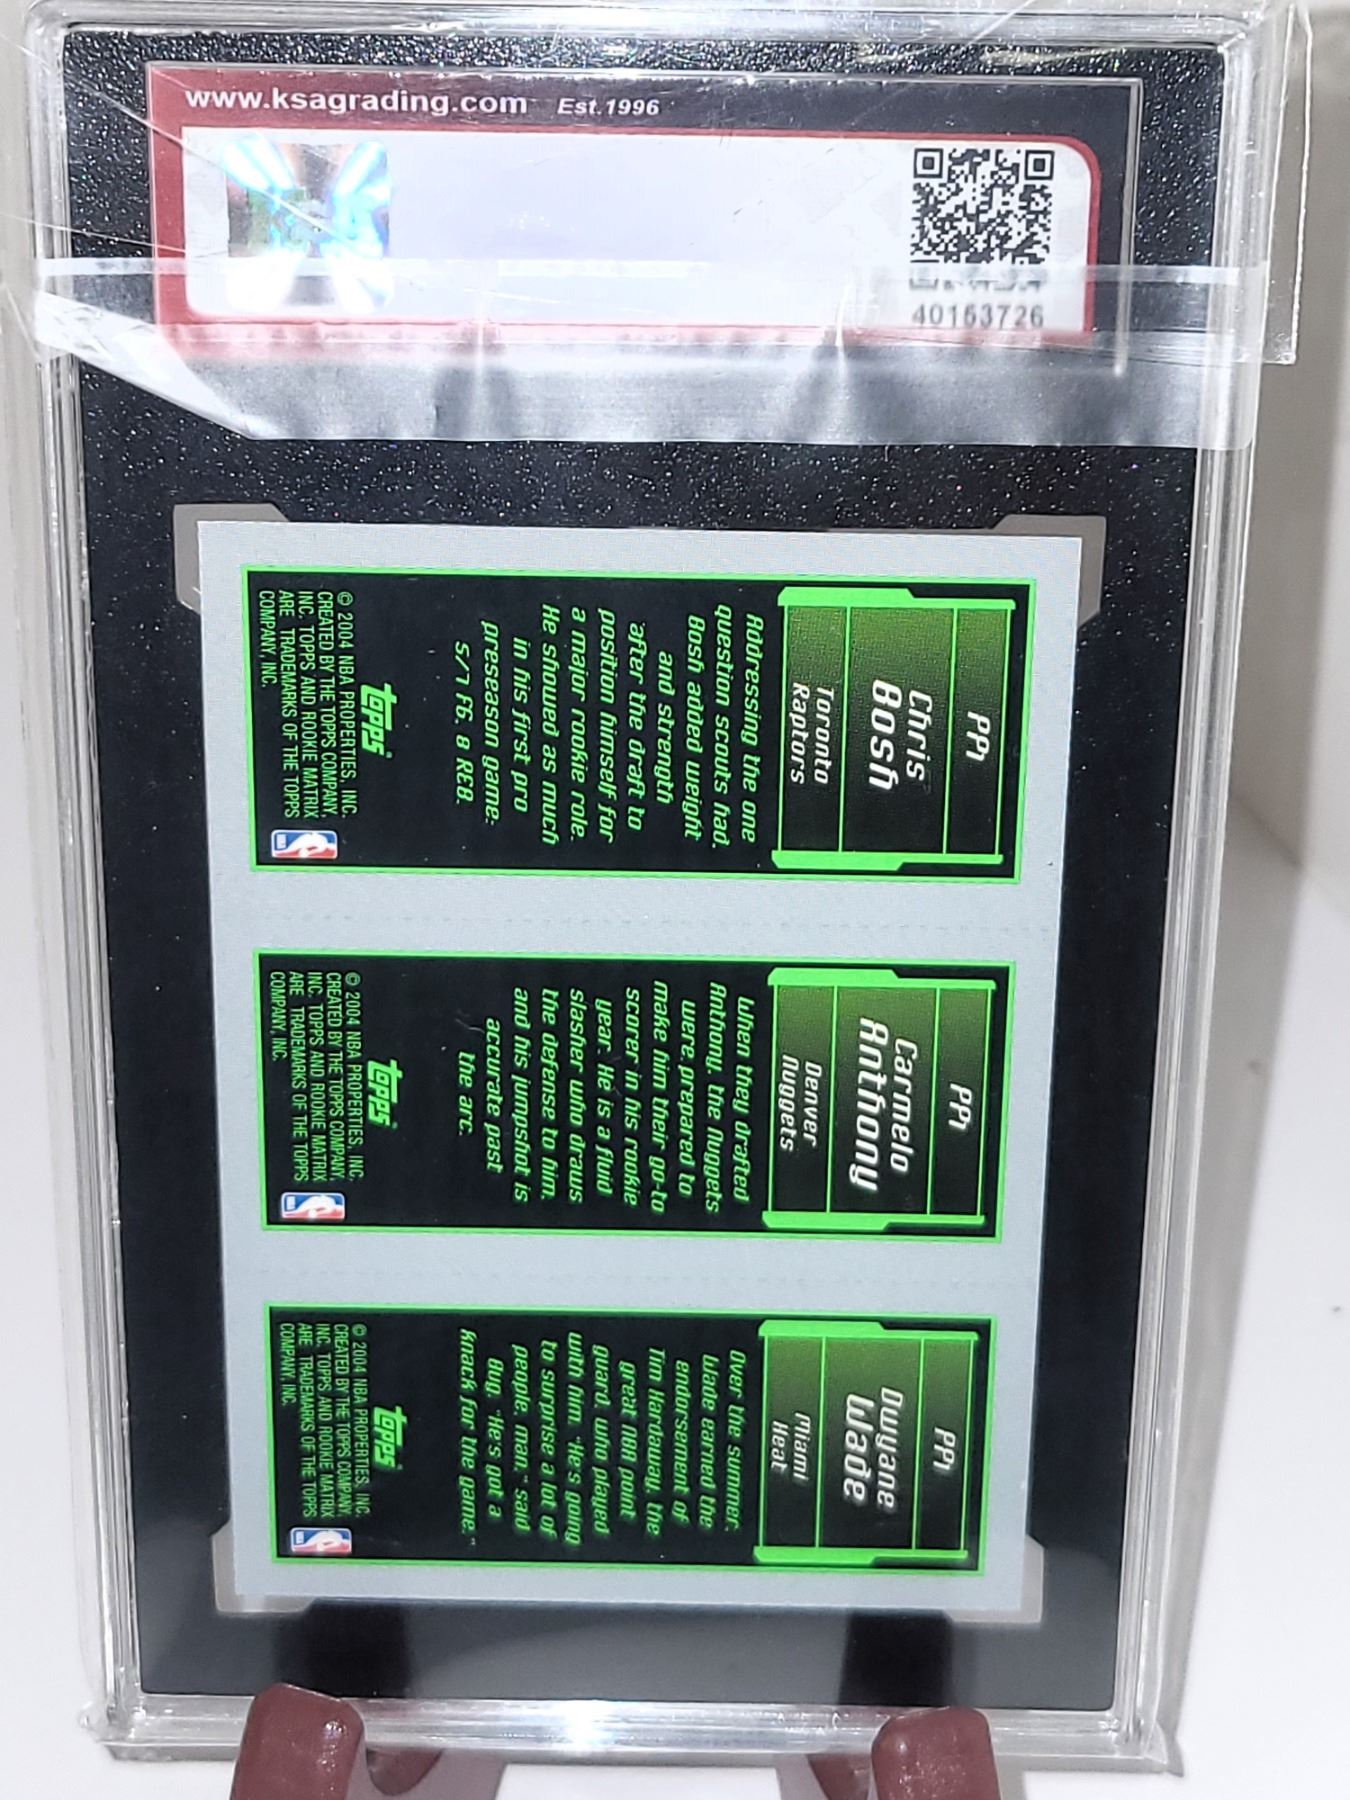 www.ksagrading.com Est.1996
40153726
PP1
Chris
Bosh
Toronto
Raptors
Addressing the one
question scouts had,
Bosh added weight
and strength
after the draft to
position himself for
a major rookie role.
He showed as much
in his first pro
preseason game:
5/7 FG, 8 REB.
topps
© 2004 NBA PROPERTIES, INC.
CREATED BY THE TOPPS COMPANY,
INC. TOPPS AND ROOKIE MATRIX
ARE TRADEMARKS OF THE TOPPS
COMPANY, INC.
PP1
Carmelo
Anthony
Denver
Nuggets
When they drafted
Anthony, the Nuggets
were prepared to
make him their go-to
scorer in his rookie
year. He is a fluid
slasher who draws
the defense to him,
and his jumpshot is
accurate past
the arc.
topps
© 2004 NBA PROPERTIES, INC.
CREATED BY THE TOPPS COMPANY,
INC. TOPPS AND ROOKIE MATRIX
ARE TRADEMARKS OF THE TOPPS
COMPANY, INC.
PP1
Dwyane
Wade
Miami
Heat
Over the summer,
Wade earned the
endorsement of
Tim Hardaway, the
great NBA point
guard who played
with him. "He's going
to surprise a lot of
people, man," said
Bug. "He's got a
knack for the game."
topps
© 2004 NBA PROPERTIES, INC.
CREATED BY THE TOPPS COMPANY,
INC. TOPPS AND ROOKIE MATRIX
ARE TRADEMARKS OF THE TOPPS
COMPANY, INC.